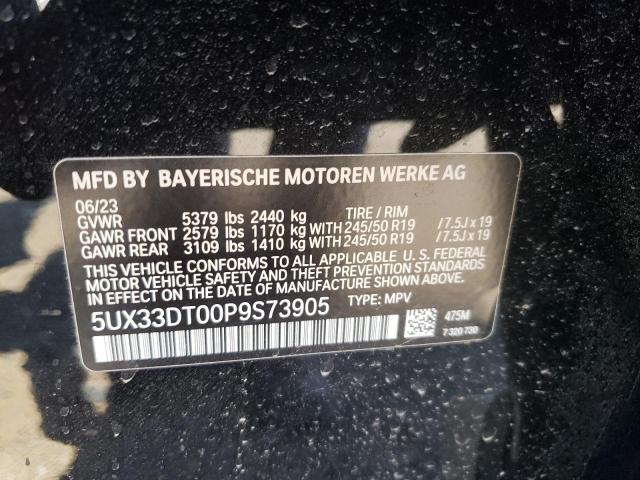 MFD BY BAYERISCHE MOTOREN WERKE AG
06/23
GVWR 5379 lbs 2440 kg TIRE / RIM
GAWR FRONT 2579 lbs 1170 kg WITH 245/50 R19 /7.5J x 19
GAWR REAR 3109 lbs 1410 kg WITH 245/50 R19 /7.5J x 19
THIS VEHICLE CONFORMS TO ALL APPLICABLE U. S. FEDERAL
MOTOR VEHICLE SAFETY AND THEFT PREVENTION STANDARDS
IN EFFECT ON THE DATE OF MANUFACTURE SHOWN ABOVE.
5UX33DT00P9S73905 TYPE: MPV
475M
7 320 730